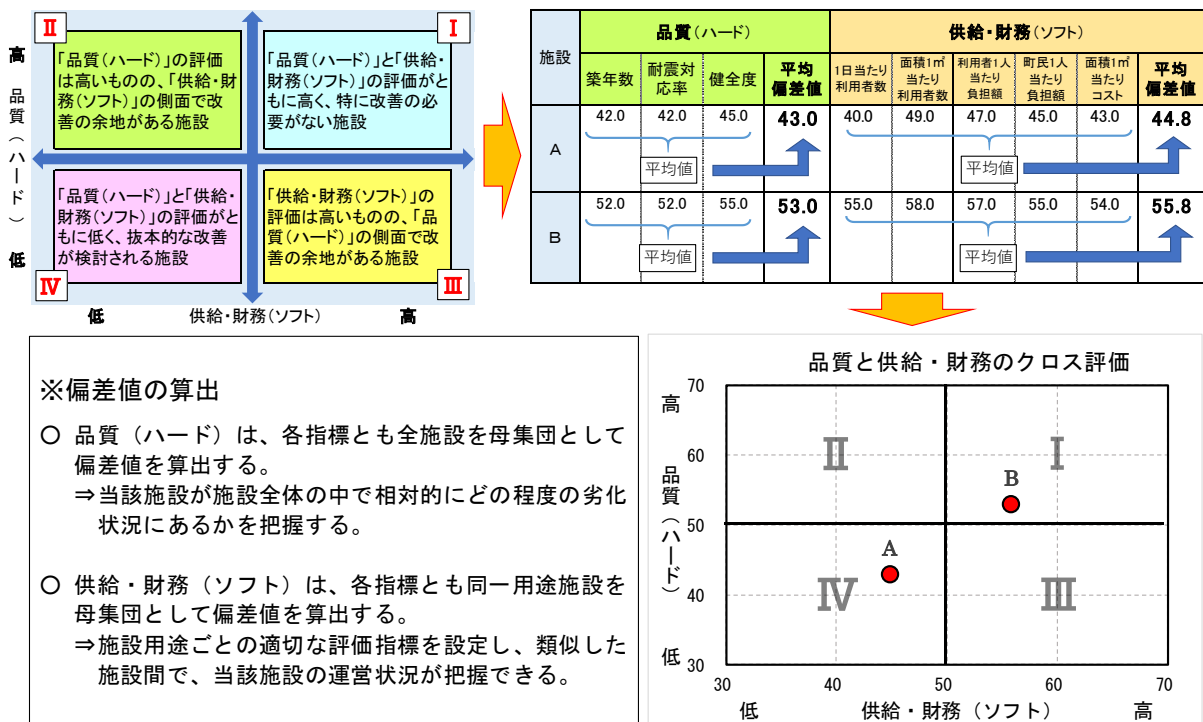 Ⅱ
「品質(ハード)」の評価
は高いものの、「供給・財
務(ソフト)」の側面で改
善の余地がある施設
Ⅰ
「品質(ハード)」と「供給・
財務(ソフト)」の評価がと
もに高く、特に改善の必
要がない施設
「品質(ハード)」と「供給・
財務(ソフト)」の評価がと
もに低く、抜本的な改善
が検討される施設
Ⅳ
「供給・財務(ソフト)」の
評価は高いものの、「品
質(ハード)」の側面で改
善の余地がある施設
Ⅲ
高
品質(ハード)
低
低 供給・財務(ソフト) 高
施設
品質(ハード)
供給・財務(ソフト)
築年数
耐震対
応率
健全度
平均
偏差値
1日当たり
利用者数
面積1㎡
当たり
利用者数
利用者1人
当たり
負担額
町民1人
当たり
負担額
面積1㎡
当たり
コスト
平均
偏差値
A
42.0 42.0 45.0 43.0 40.0 49.0 47.0 45.0 43.0 44.8
平均値 平均値
B
52.0 52.0 55.0 53.0 55.0 58.0 57.0 55.0 54.0 55.8
平均値 平均値
※偏差値の算出
○ 品質(ハード)は、各指標とも全施設を母集団として
偏差値を算出する。
⇒当該施設が施設全体の中で相対的にどの程度の劣化
状況にあるかを把握する。
○ 供給・財務(ソフト)は、各指標とも同一用途施設を
母集団として偏差値を算出する。
⇒施設用途ごとの適切な評価指標を設定し、類似した
施設間で、当該施設の運営状況が把握できる。
品質と供給・財務のクロス評価
高
品質(ハード)
低
70
60
50
40
30
Ⅱ
Ⅰ
B
A
Ⅳ
Ⅲ
30 40 50 60 70
低 供給・財務(ソフト) 高